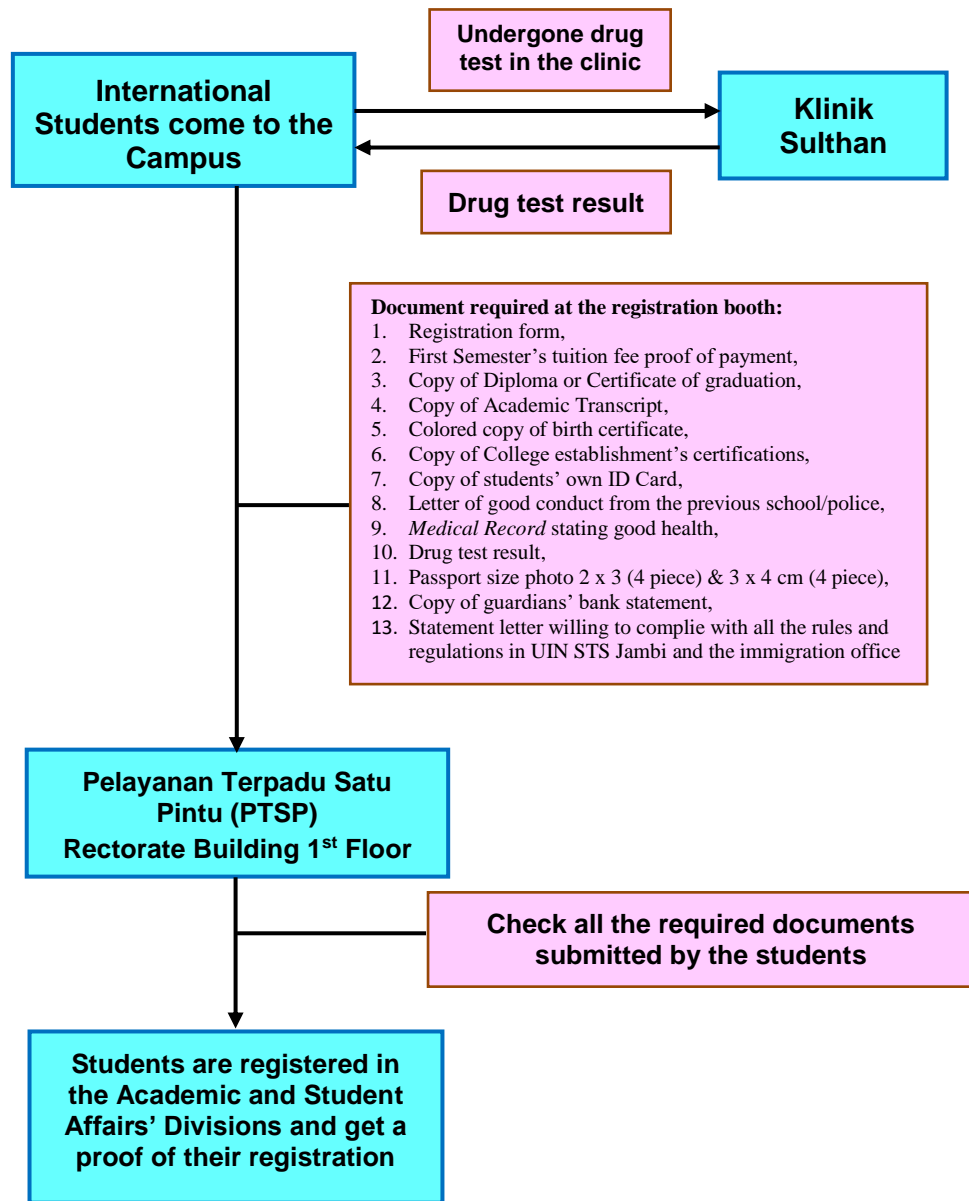 Undergone drug
test in the clinic
International
Students come to the
Campus
Klinik
Sulthan
Drug test result
Document required at the registration booth:
1. Registration form,
2. First Semester’s tuition fee proof of payment,
3. Copy of Diploma or Certificate of graduation,
4. Copy of Academic Transcript,
5. Colored copy of birth certificate,
6. Copy of College establishment’s certifications,
7. Copy of students’ own ID Card,
8. Letter of good conduct from the previous school/police,
9. Medical Record stating good health,
10. Drug test result,
11. Passport size photo 2 x 3 (4 piece) & 3 x 4 cm (4 piece),
12. Copy of guardians’ bank statement,
13. Statement letter willing to complie with all the rules and
regulations in UIN STS Jambi and the immigration office
Pelayanan Terpadu Satu
Pintu (PTSP)
Rectorate Building 1st Floor
Check all the required documents
submitted by the students
Students are registered in
the Academic and Student
Affairs’ Divisions and get a
proof of their registration